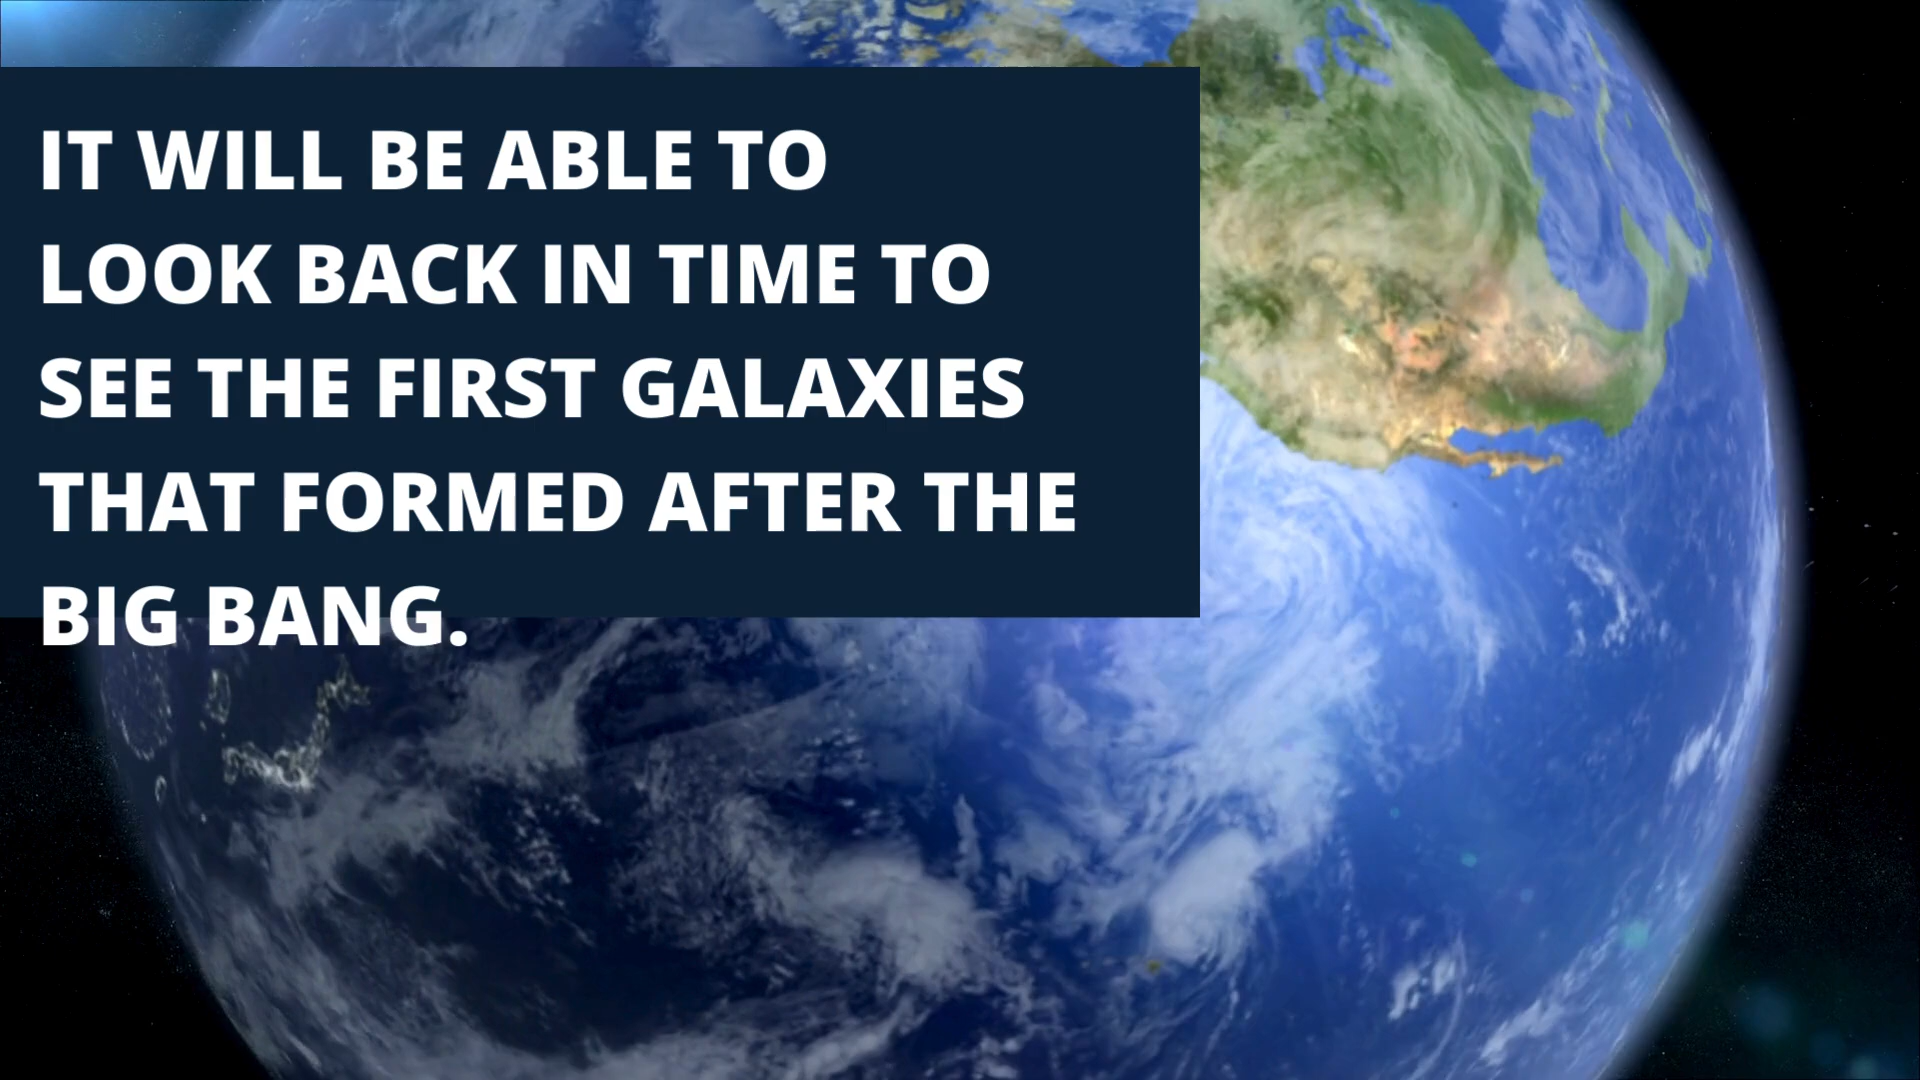 IT WILL BE ABLE TO
LOOK BACK IN TIME TO
SEE THE FIRST GALAXIES
THAT FORMED AFTER THE
BIG BANG.